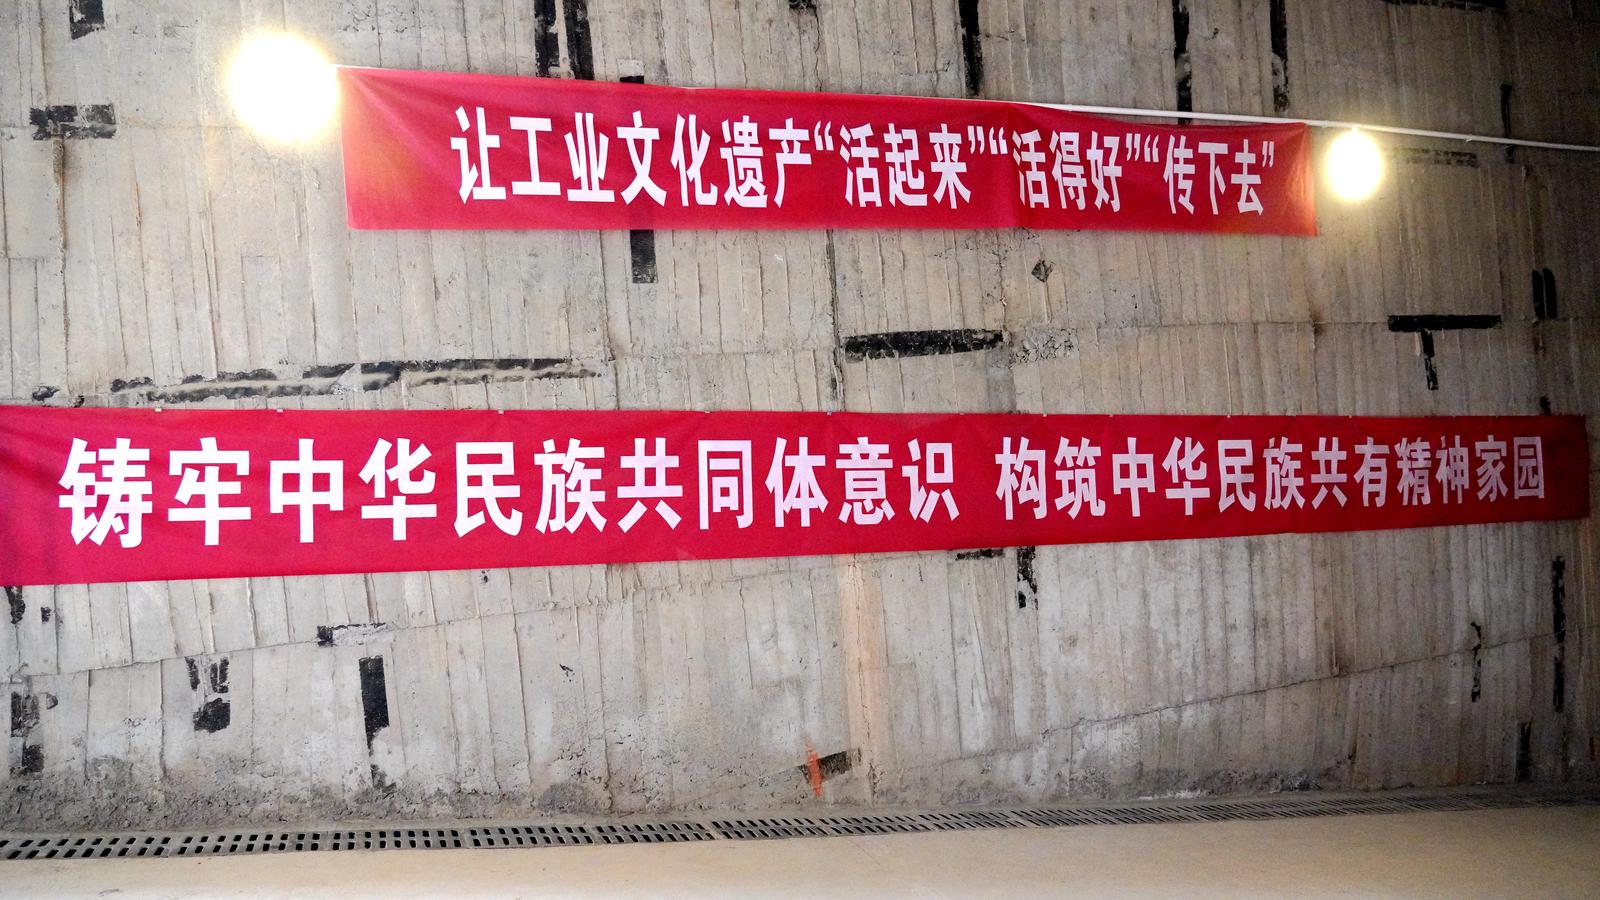 让工业文化遗产“活起来”“活得好”“传下去”
铸牢中华民族共同体意识 构筑中华民族共有精神家园